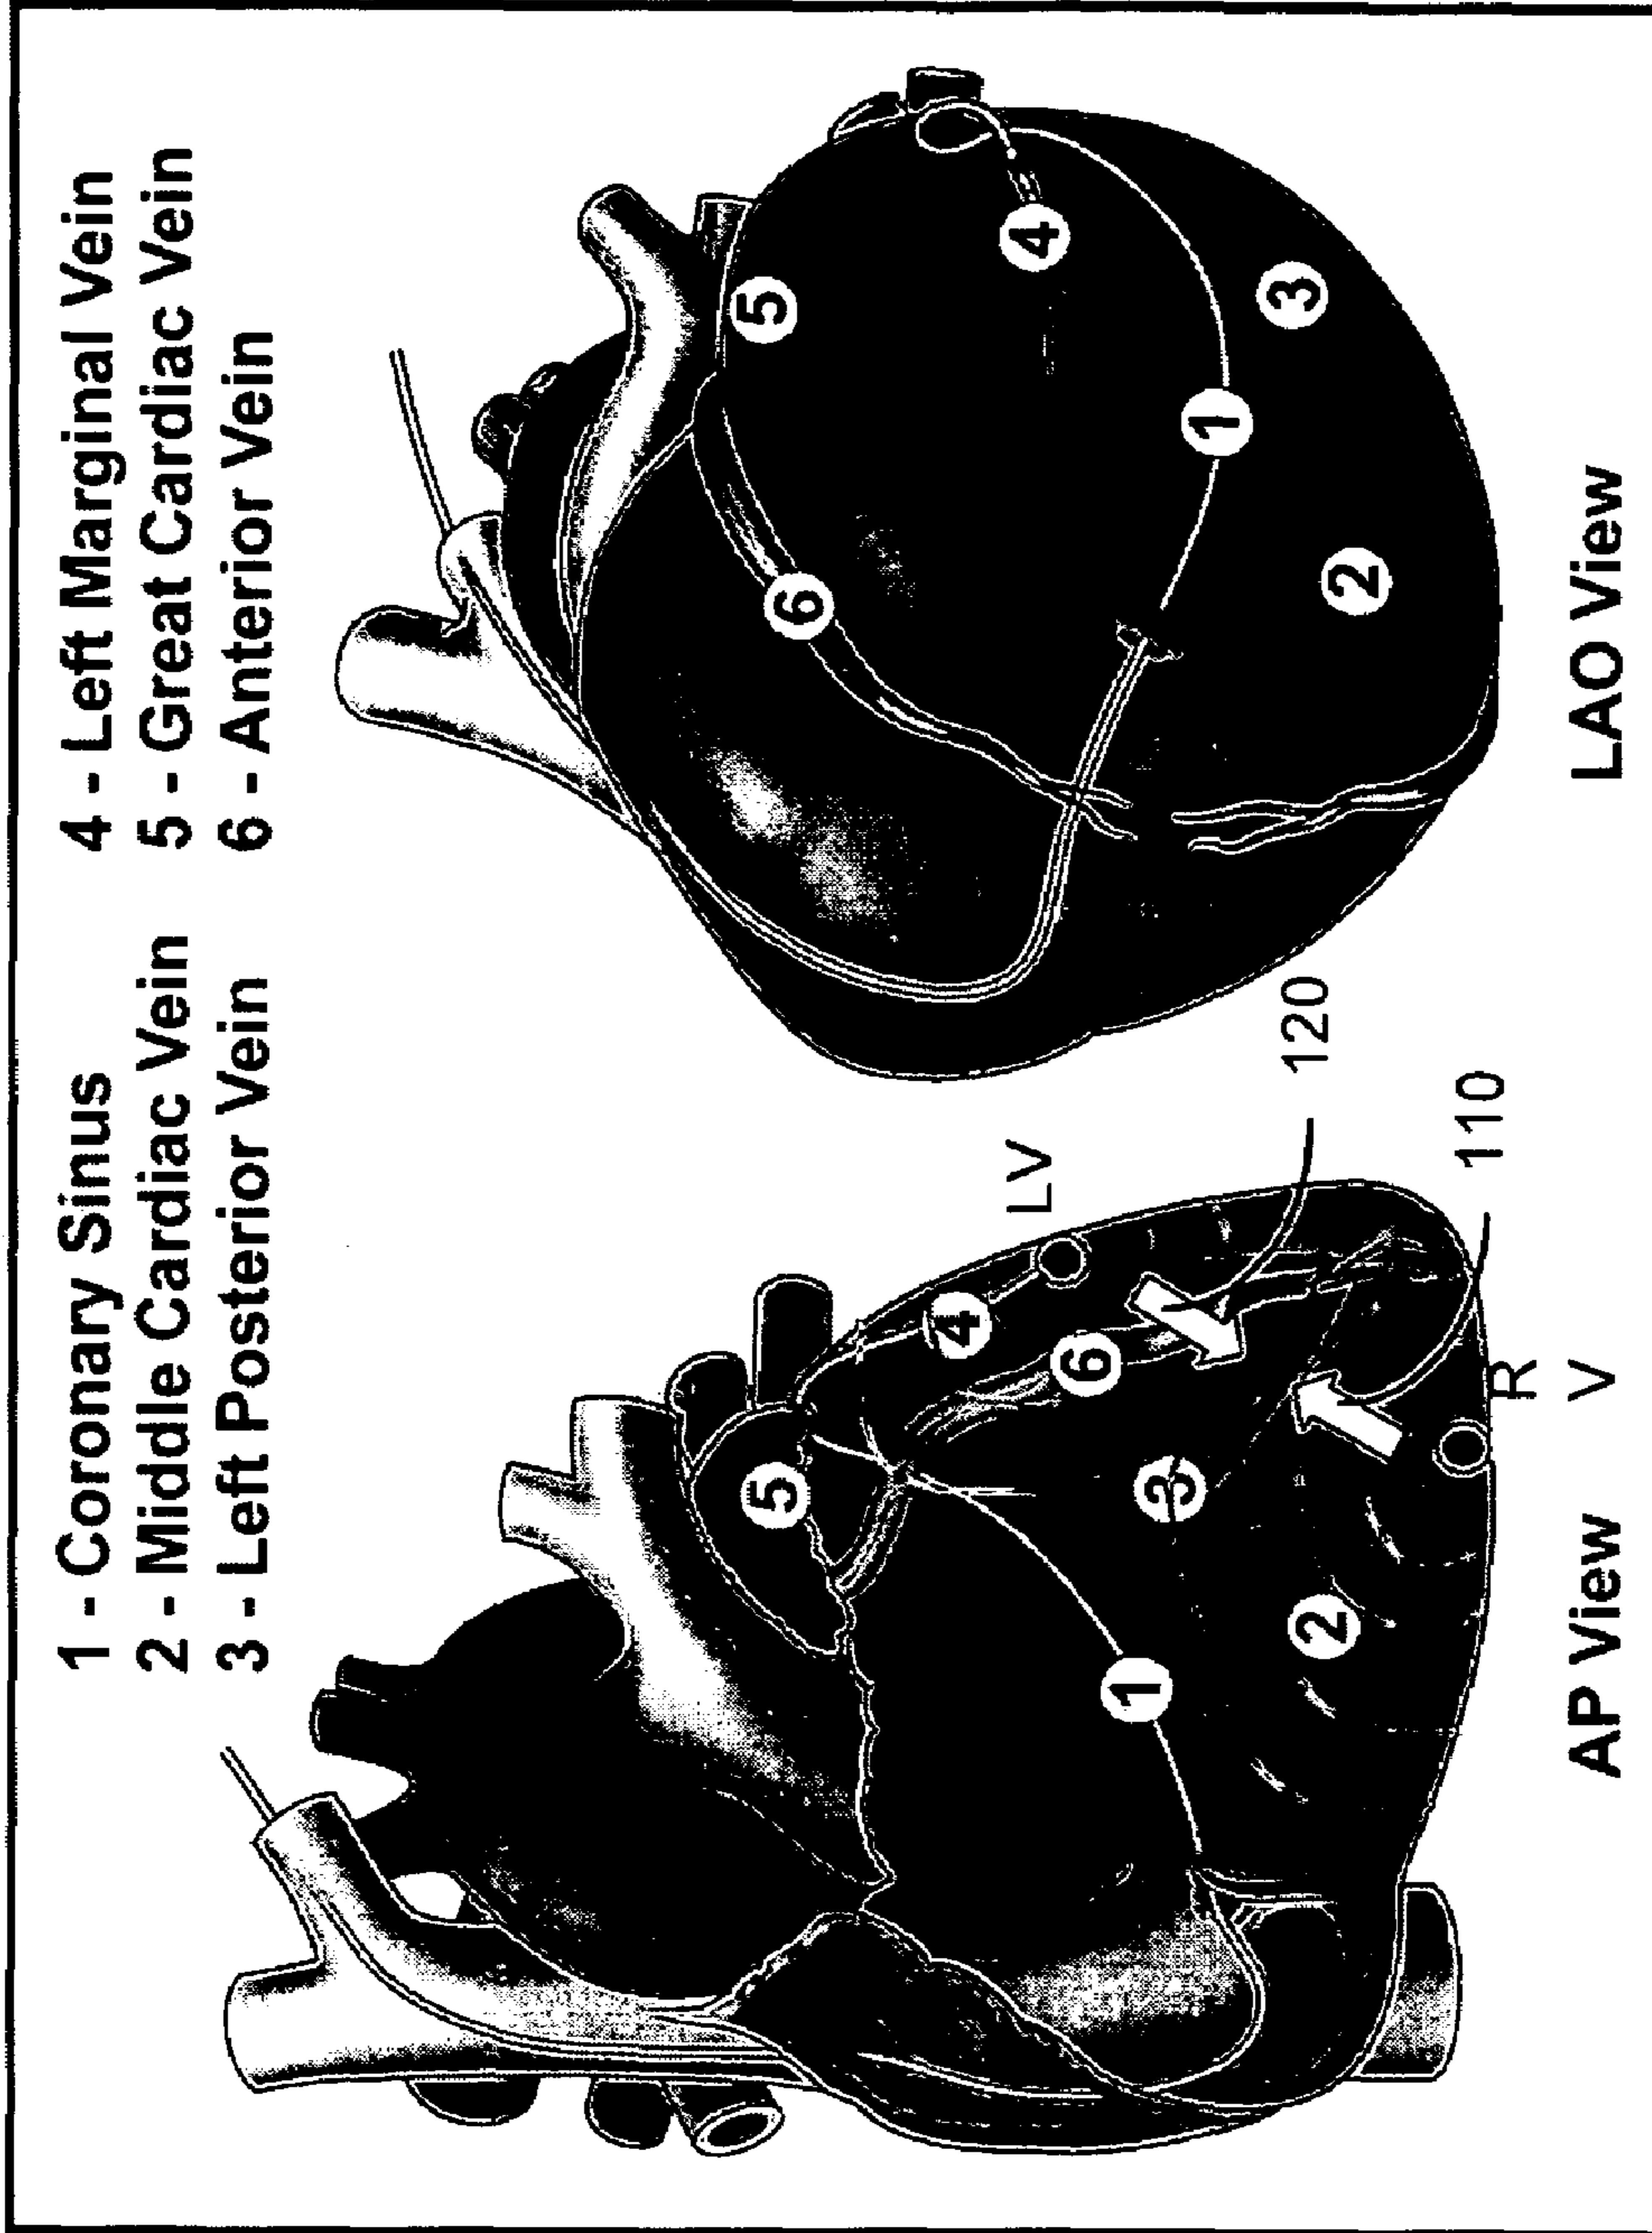 1 - Coronary Sinus
2 - Middle Cardiac Vein
3 - Left Posterior Vein
4 - Left Marginal Vein
5 - Great Cardiac Vein
6 - Anterior Vein
5
4
6
3
1
2
LV
120
110
R
V
AP View
5
4
6
3
1
2
LAO View